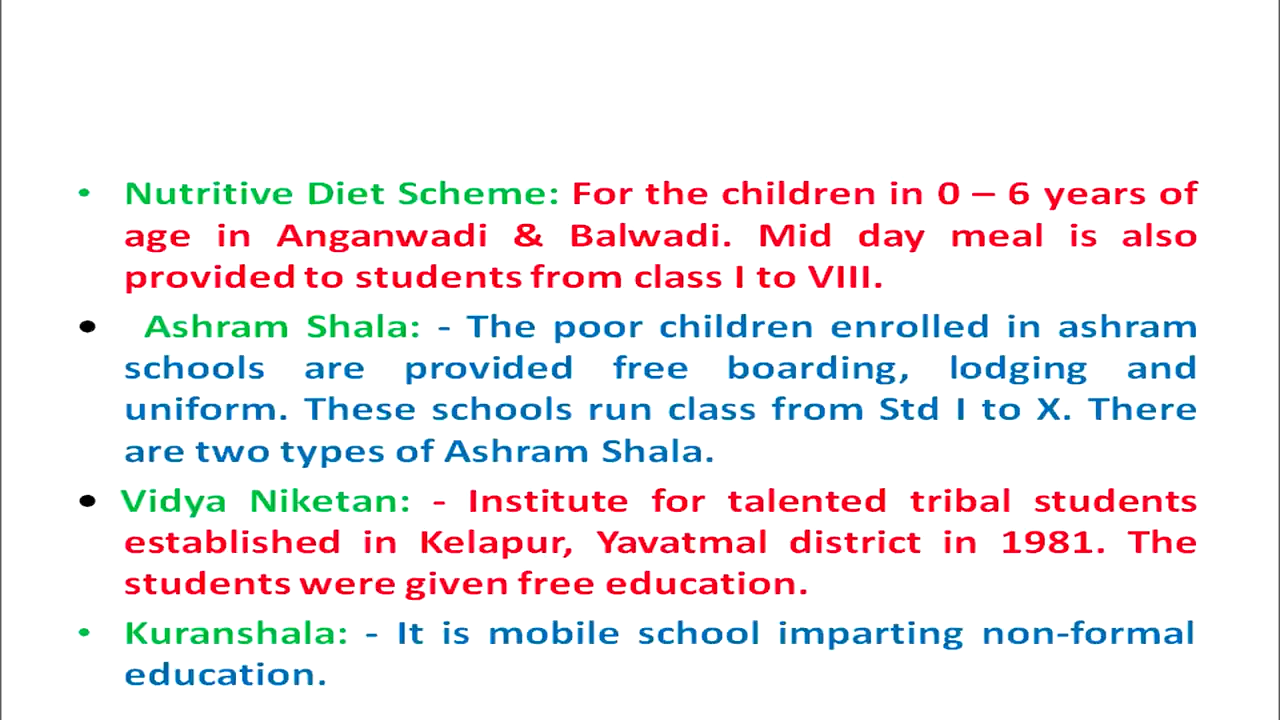 • Nutritive Diet Scheme: For the children in 0 – 6 years of
age in Anganwadi & Balwadi. Mid day meal is also
provided to students from class I to VIII.
• Ashram Shala: - The poor children enrolled in ashram
schools are provided free boarding, lodging and
uniform. These schools run class from Std I to X. There
are two types of Ashram Shala.
• Vidya Niketan: - Institute for talented tribal students
established in Kelapur, Yavatmal district in 1981. The
students were given free education.
• Kuranshala: - It is mobile school imparting non-formal
education.